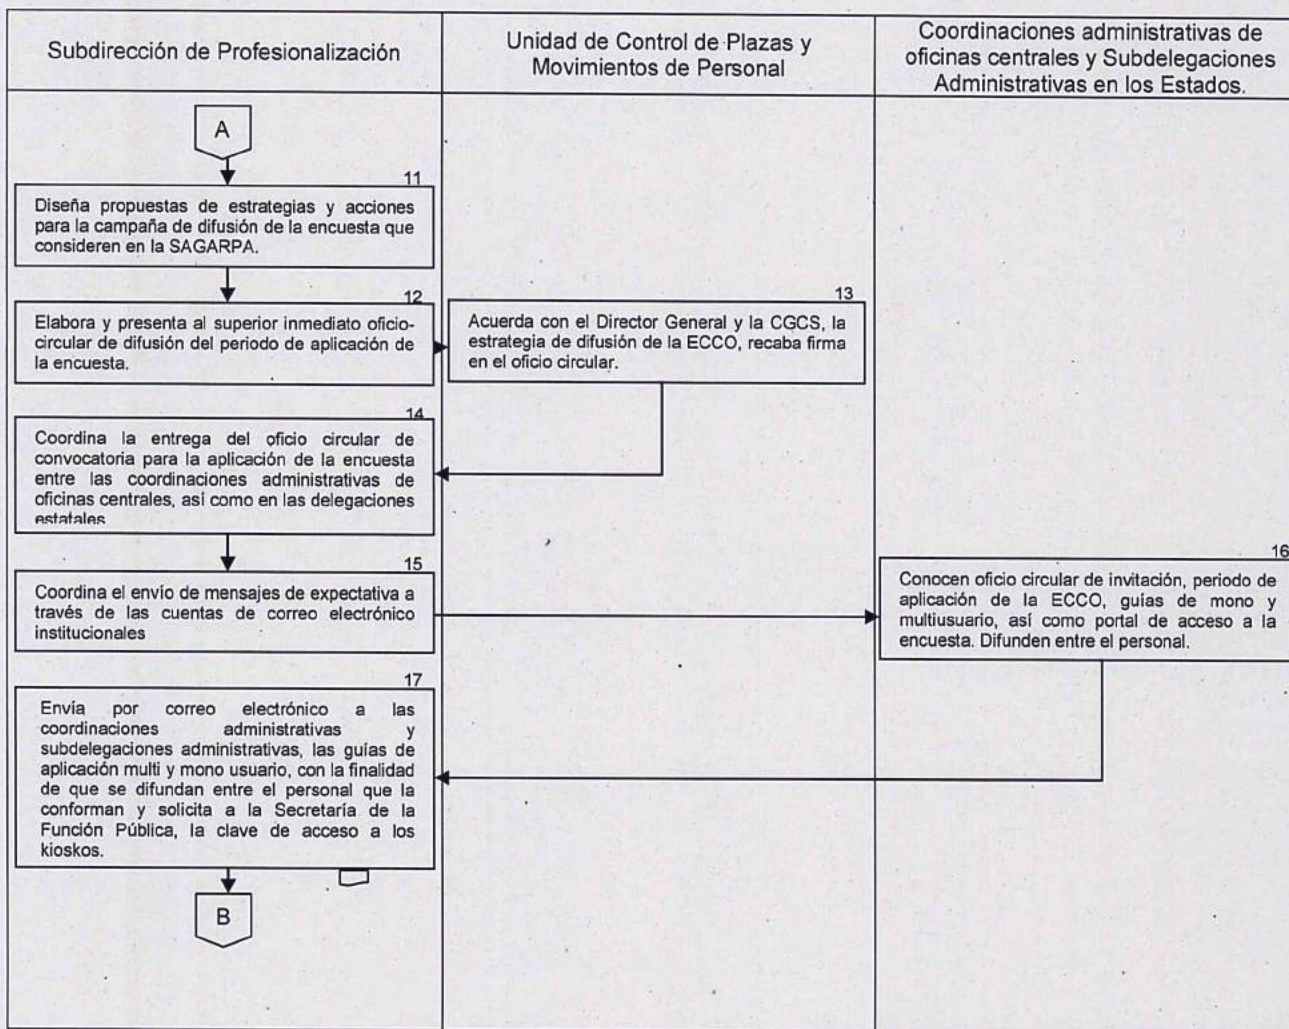 Subdirección de Profesionalización
Unidad de Control de Plazas y
Movimientos de Personal
Coordinaciones administrativas de
oficinas centrales y Subdelegaciones
Administrativas en los Estados.
A
11
Diseña propuestas de estrategias y acciones
para la campaña de difusión de la encuesta que
consideren en la SAGARPA.
12
Elabora y presenta al superior inmediato oficio-
circular de difusión del periodo de aplicación de
la encuesta.
13
Acuerda con el Director General y la CGCS, la
estrategia de difusión de la ECCO, recaba firma
en el oficio circular.
14
Coordina la entrega del oficio circular de
convocatoria para la aplicación de la encuesta
entre las coordinaciones administrativas de
oficinas centrales, así como en las delegaciones
estatales
15
Coordina el envío de mensajes de expectativa a
través de las cuentas de correo electrónico
institucionales
16
Conocen oficio circular de invitación, periodo de
aplicación de la ECCO, guías de mono y
multiusuario, así como portal de acceso a la
encuesta. Difunden entre el personal.
17
Envía por correo electrónico a las
coordinaciones administrativas y
subdelegaciones administrativas, las guías de
aplicación multi y mono usuario, con la finalidad
de que se difundan entre el personal que la
conforman y solicita a la Secretaría de la
Función Pública, la clave de acceso a los
kioskos.
B